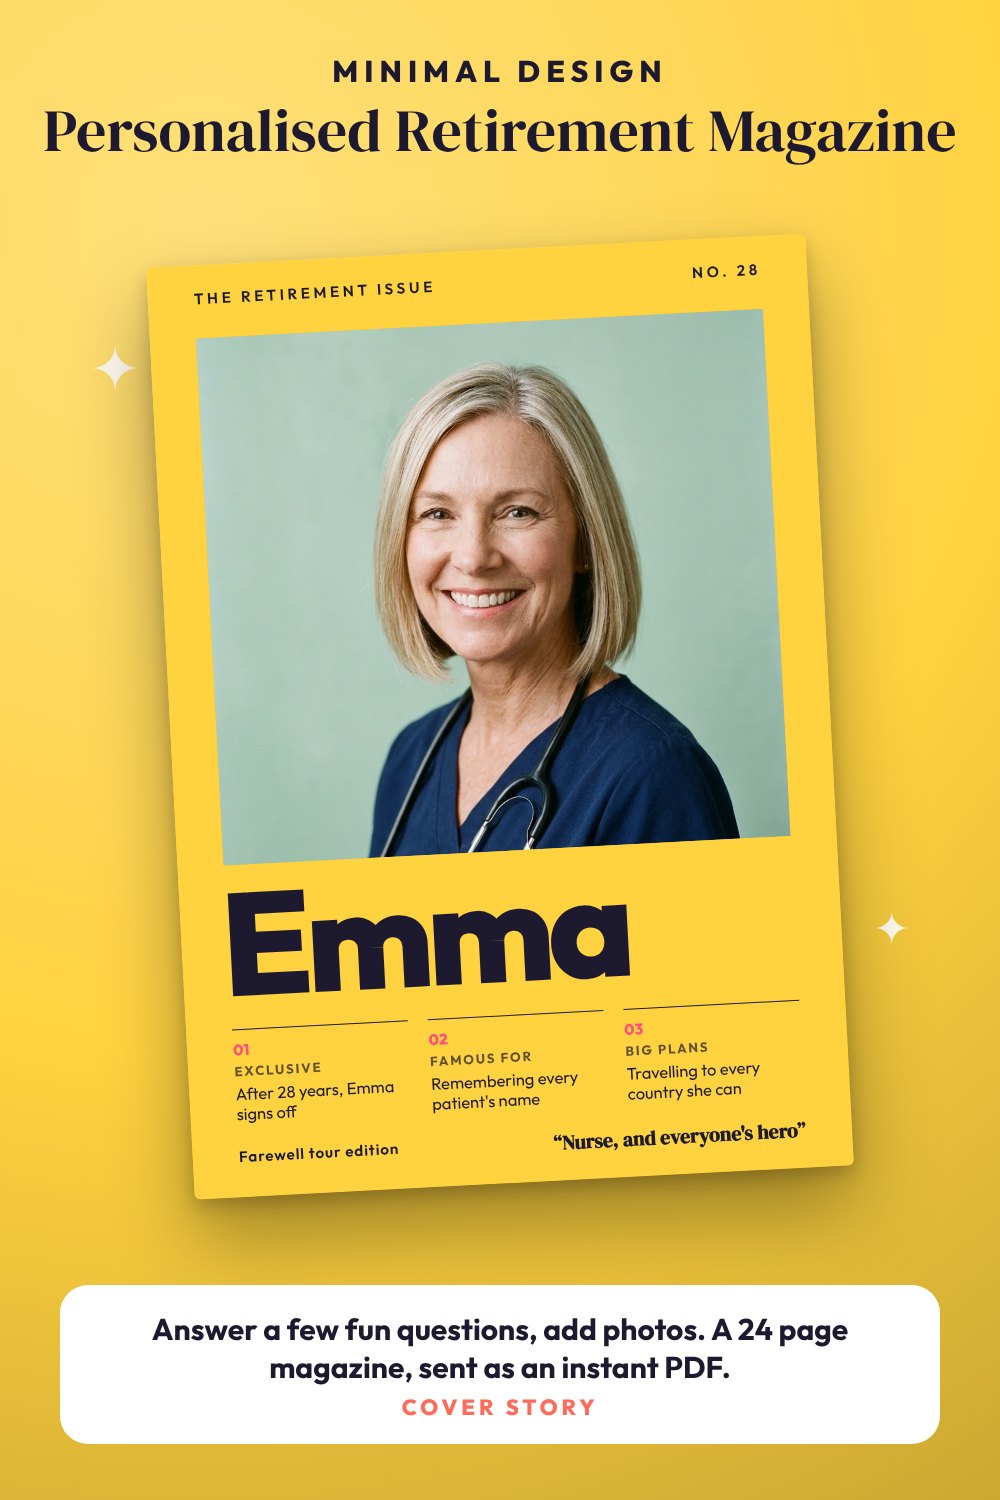 MINIMAL DESIGN
Personalised Retirement Magazine
THE RETIREMENT ISSUE
NO. 28
Emma
01
EXCLUSIVE
After 28 years, Emma
signs off
02
FAMOUS FOR
Remembering every
patient's name
03
BIG PLANS
Travelling to every
country she can
Farewell tour edition
“Nurse, and everyone's hero”
Answer a few fun questions, add photos. A 24 page
magazine, sent as an instant PDF.
COVER STORY